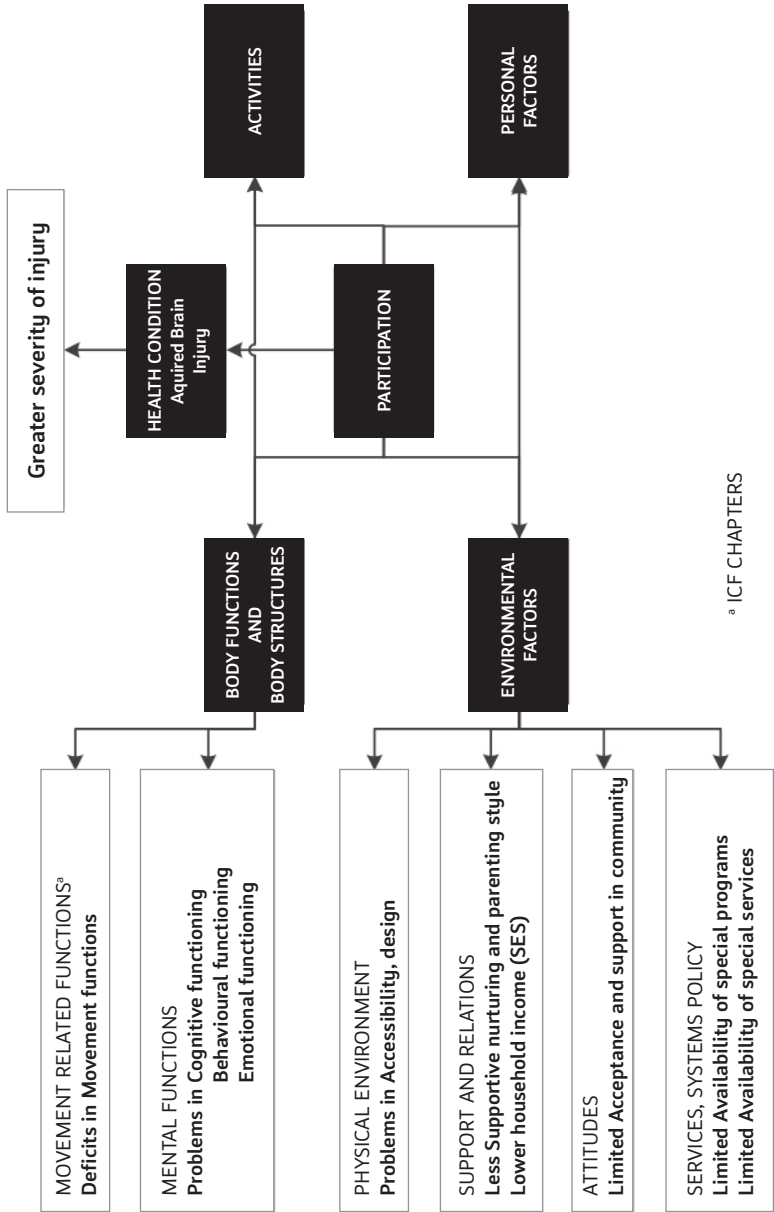 Greater severity of injury
HEALTH CONDITION
Aquired Brain
Injury
ACTIVITIES
PARTICIPATION
PERSONAL
FACTORS
BODY FUNCTIONS
AND
BODY STRUCTURES
ENVIRONMENTAL
FACTORS
MOVEMENT RELATED FUNCTIONSª
Deficits in Movement functions
MENTAL FUNCTIONS
Problems in Cognitive functioning
Behavioural functioning
Emotional functioning
PHYSICAL ENVIRONMENT
Problems in Accessibility, design
SUPPORT AND RELATIONS
Less Supportive nurturing and parenting style
Lower household income (SES)
ATTITUDES
Limited Acceptance and support in community
SERVICES, SYSTEMS POLICY
Limited Availability of special programs
Limited Availability of special services
ª ICF CHAPTERS